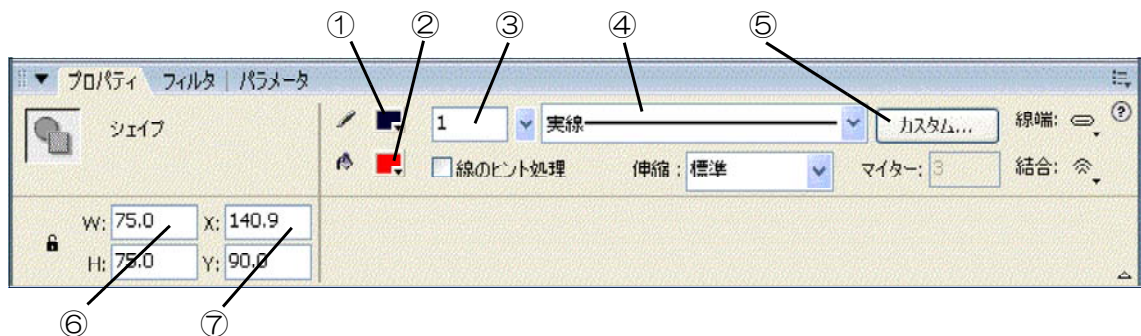 ① ② ③ ④ ⑤
プロパティ フィルタ パラメータ
シェイプ 1 実線 カスタム... 線端: ?
線のヒント処理 伸縮: 標準 マイター: 3 結合:
W: 75.0 X: 140.9
H: 75.0 Y: 90.0
⑥ ⑦